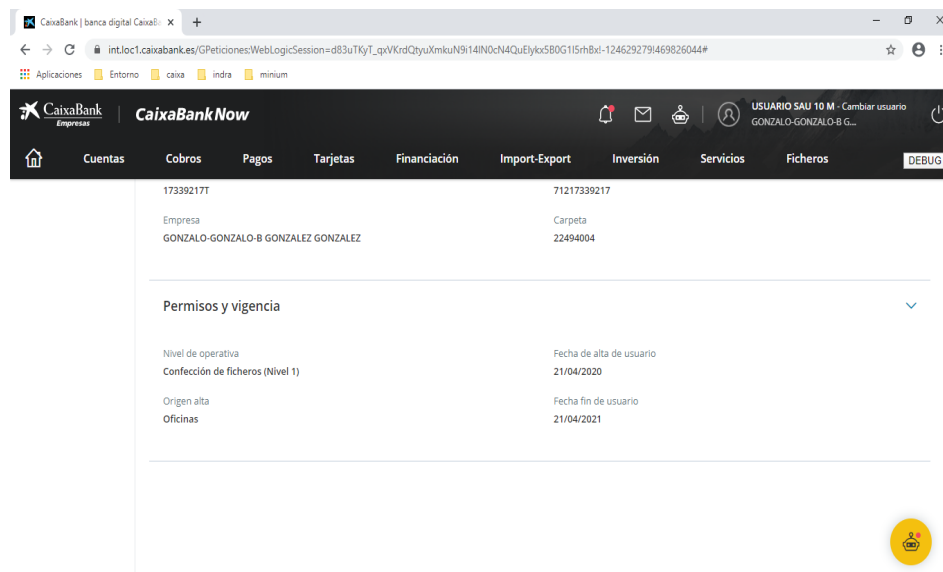 CaixaBank | banca digital CaixaBa
int.loc1.caixabank.es/GPeticiones;WebLogicSession=d83uTKyT_qxVKrdQtyuXmkuN9i14lN0cN4QuElykx5B0G1I5rhBx!-124629279!469826044#
Aplicaciones Entorno caixa indra minium
CaixaBank
Empresas
CaixaBankNow
USUARIO SAU 10 M - Cambiar usuario
GONZALO-GONZALO-B G...
Cuentas Cobros Pagos Tarjetas Financiación Import-Export Inversión Servicios Ficheros DEBUG
17339217T 71217339217
Empresa Carpeta
GONZALO-GONZALO-B GONZALEZ GONZALEZ 22494004
Permisos y vigencia
Nivel de operativa Fecha de alta de usuario
Confección de ficheros (Nivel 1) 21/04/2020
Origen alta Fecha fin de usuario
Oficinas 21/04/2021